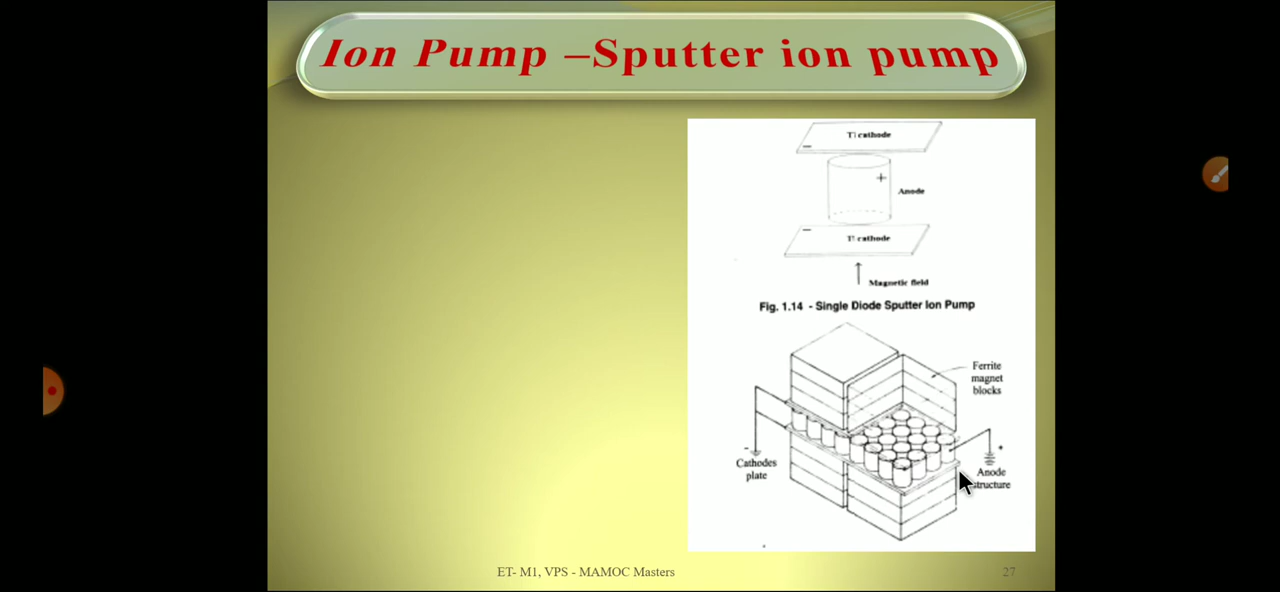 Ion Pump –Sputter ion pump
Ti cathode
Anode
Ti cathode
Magnetic field
Fig. 1.14 - Single Diode Sputter Ion Pump
Ferrite
magnet
blocks
Cathodes
plate
Anode
structure
ET- M1, VPS - MAMOC Masters
27